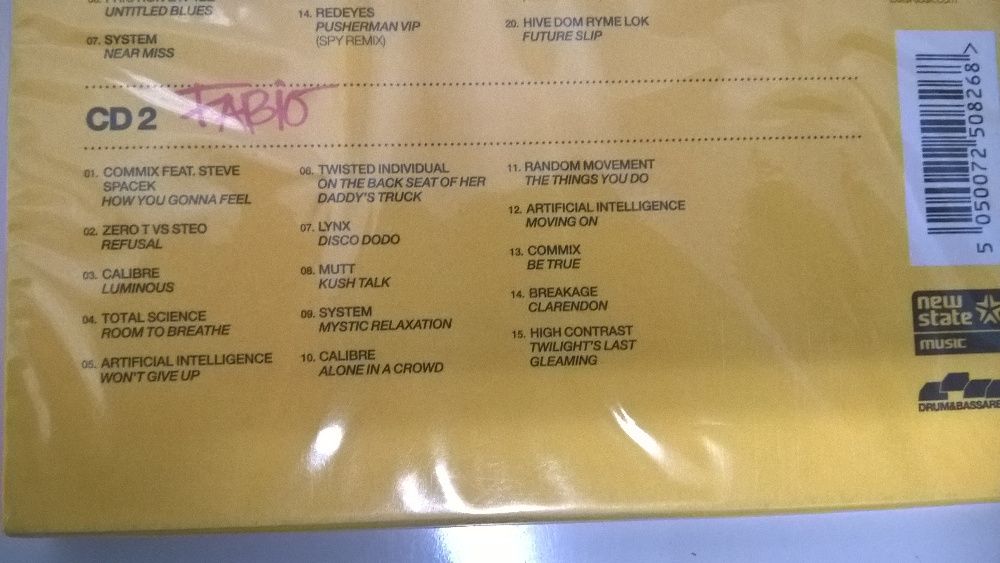 UNTITLED BLUES
07. SYSTEM
NEAR MISS
14. REDEYES
PUSHERMAN VIP
(SPY REMIX)
20. HIVE DOM RYME LOK
FUTURE SLIP
CD 2 FABIO
01. COMMIX FEAT. STEVE
SPACEK
HOW YOU GONNA FEEL
02. ZERO T VS STEO
REFUSAL
03. CALIBRE
LUMINOUS
04. TOTAL SCIENCE
ROOM TO BREATHE
05. ARTIFICIAL INTELLIGENCE
WON'T GIVE UP
06. TWISTED INDIVIDUAL
ON THE BACK SEAT OF HER
DADDY'S TRUCK
07. LYNX
DISCO DODO
08. MUTT
KUSH TALK
09. SYSTEM
MYSTIC RELAXATION
10. CALIBRE
ALONE IN A CROWD
11. RANDOM MOVEMENT
THE THINGS YOU DO
12. ARTIFICIAL INTELLIGENCE
MOVING ON
13. COMMIX
BE TRUE
14. BREAKAGE
CLARENDON
15. HIGH CONTRAST
TWILIGHT'S LAST
GLEAMING
5 050072 508268 >
new
state
MUSIC
DRUM&BASSARE